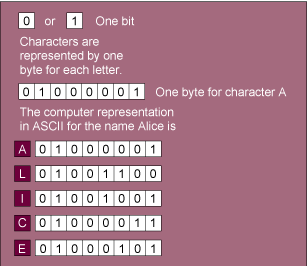 0 or 1 One bit
Characters are
represented by one
byte for each letter.
0 1 0 0 0 0 0 1 One byte for character A
The computer representation
in ASCII for the name Alice is
A 0 1 0 0 0 0 0 1
L 0 1 0 0 1 1 0 0
I 0 1 0 0 1 0 0 1
C 0 1 0 0 0 0 1 1
E 0 1 0 0 0 1 0 1